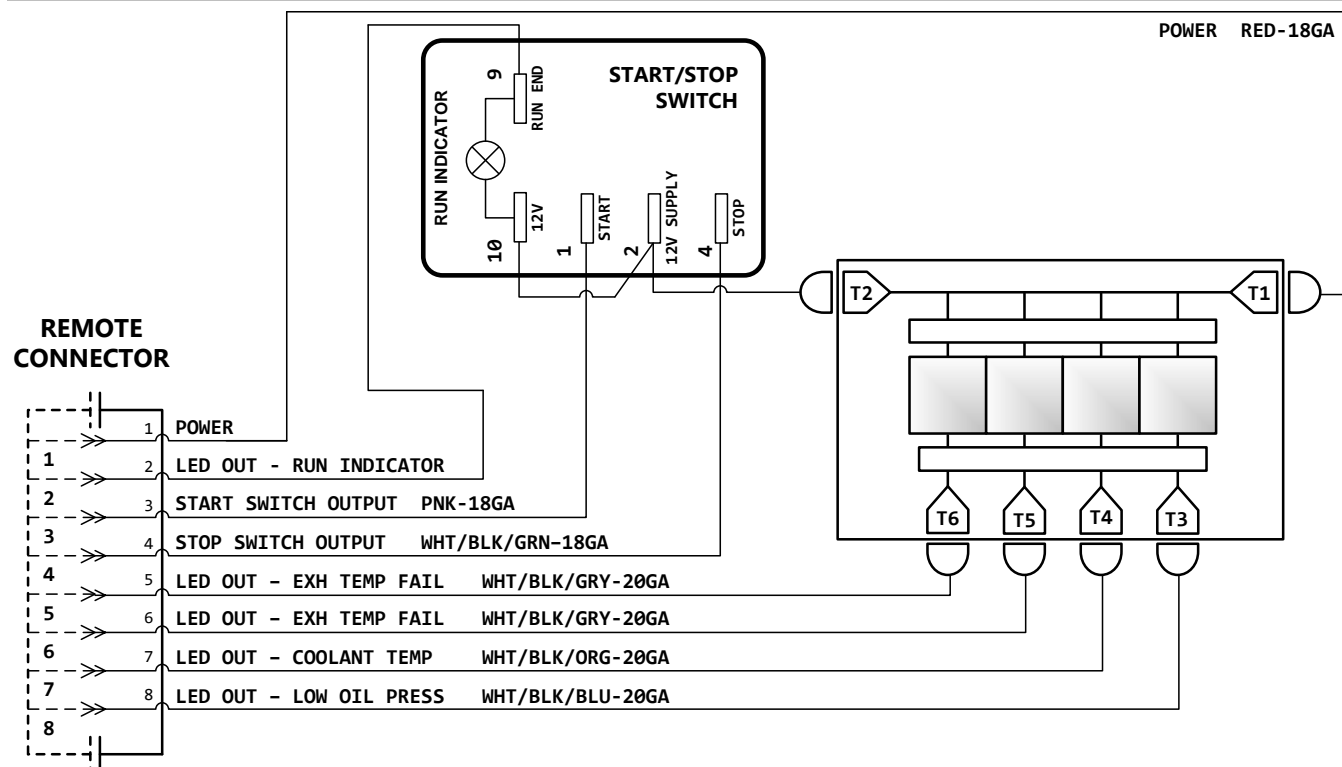 POWER RED-18GA
START/STOP
SWITCH
RUN INDICATOR
9
RUN END
10
12V
1
START
2
12V SUPPLY
4
STOP
T2
T1
T6
T5
T4
T3
REMOTE
CONNECTOR
1 POWER
1
2 LED OUT - RUN INDICATOR
2
3 START SWITCH OUTPUT PNK-18GA
3
4 STOP SWITCH OUTPUT WHT/BLK/GRN–18GA
4
5 LED OUT – EXH TEMP FAIL WHT/BLK/GRY-20GA
5
6 LED OUT – EXH TEMP FAIL WHT/BLK/GRY-20GA
6
7 LED OUT – COOLANT TEMP WHT/BLK/ORG-20GA
7
8 LED OUT – LOW OIL PRESS WHT/BLK/BLU-20GA
8